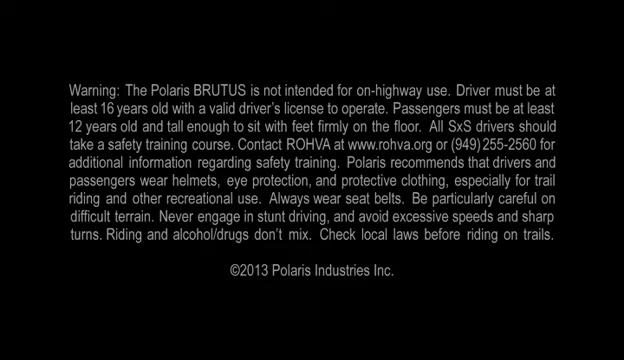 Warning: The Polaris BRUTUS is not intended for on-highway use. Driver must be at
least 16 years old with a valid driver's license to operate. Passengers must be at least
12 years old and tall enough to sit with feet firmly on the floor. All SxS drivers should
take a safety training course. Contact ROHVA at www.rohva.org or (949) 255-2560 for
additional information regarding safety training. Polaris recommends that drivers and
passengers wear helmets, eye protection, and protective clothing, especially for trail
riding and other recreational use. Always wear seat belts. Be particularly careful on
difficult terrain. Never engage in stunt driving, and avoid excessive speeds and sharp
turns. Riding and alcohol/drugs don't mix. Check local laws before riding on trails.
©2013 Polaris Industries Inc.